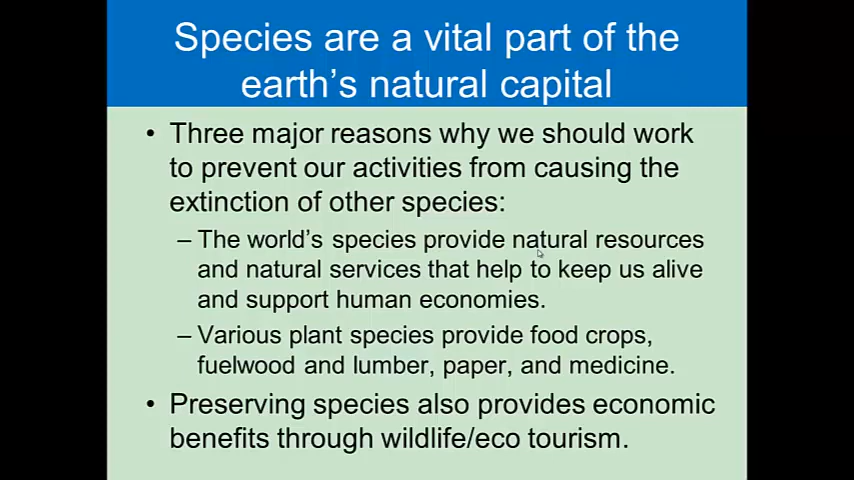 Species are a vital part of the
earth's natural capital
• Three major reasons why we should work
to prevent our activities from causing the
extinction of other species:
– The world's species provide natural resources
and natural services that help to keep us alive
and support human economies.
– Various plant species provide food crops,
fuelwood and lumber, paper, and medicine.
• Preserving species also provides economic
benefits through wildlife/eco tourism.